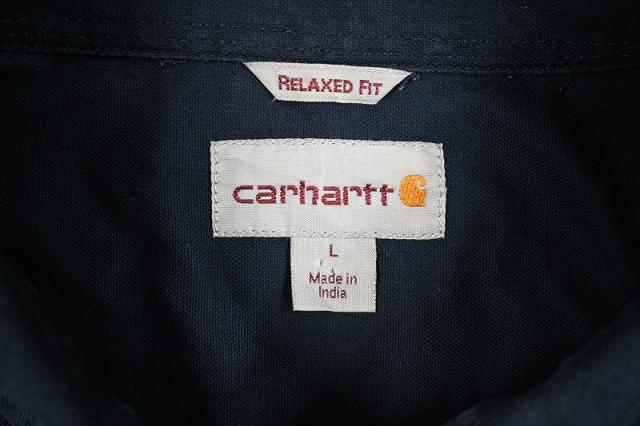 RELAXED FIT
carhartt
L
Made in
India